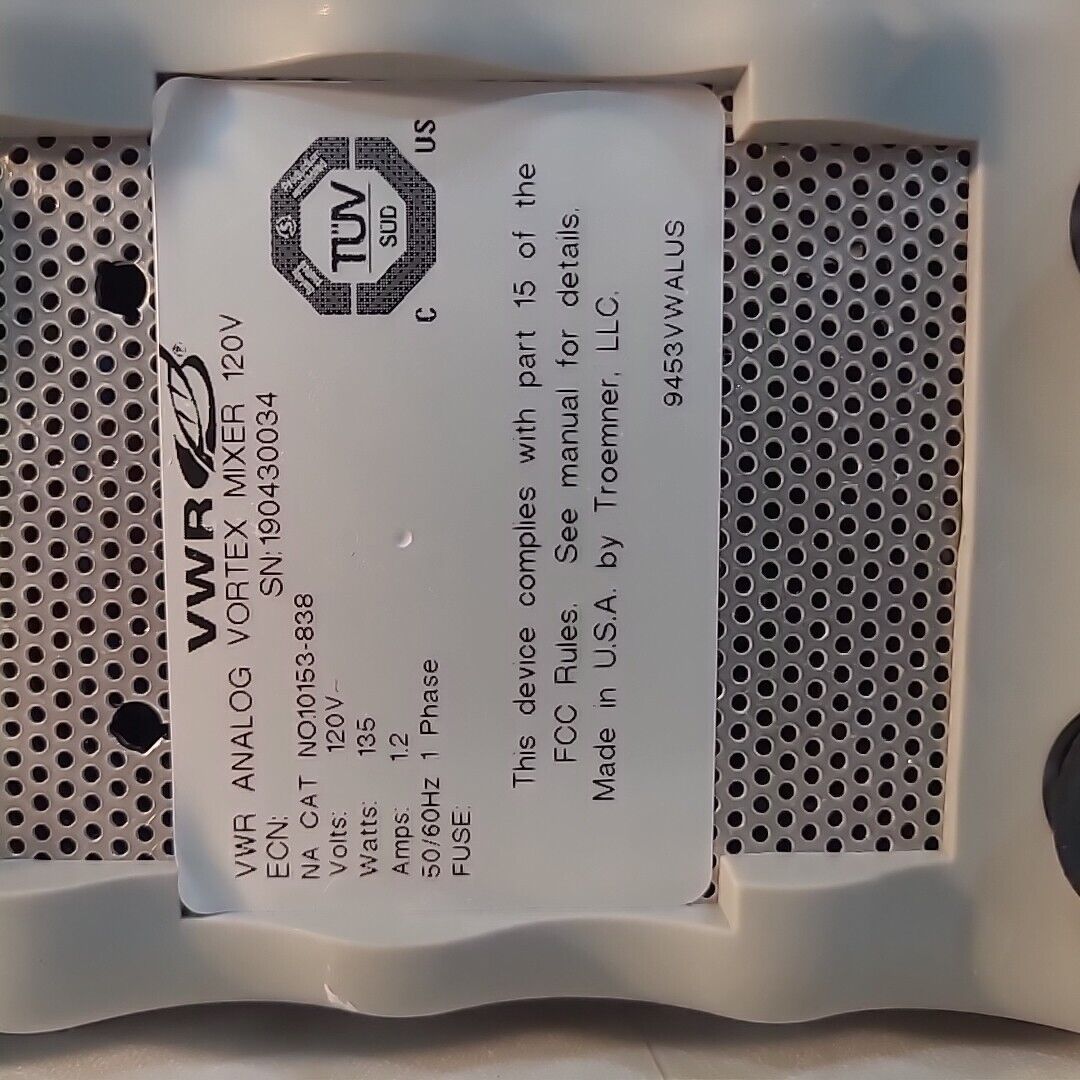 VWR®
VWR ANALOG VORTEX MIXER 120V
ECN: SN:190430034
NA CAT NO:10153-838
Volts: 120V~
Watts: 135
Amps: 1.2
50/60Hz 1 Phase
FUSE:
TÜV
SÜD
C US
This device complies with part 15 of the
FCC Rules. See manual for details.
Made in U.S.A. by Troemner, LLC.
9453VWALUS